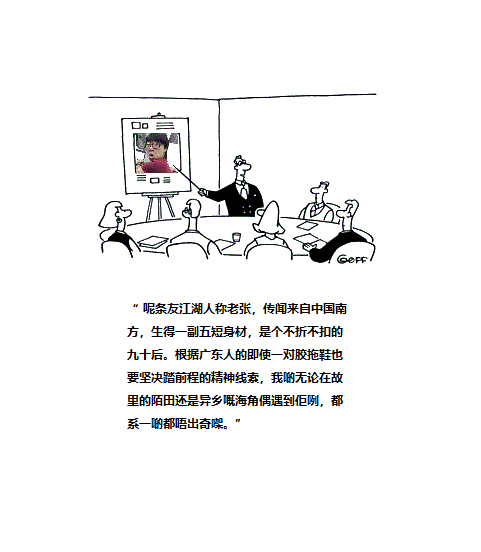 ©OFF
“ 呢条友江湖人称老张，传闻来自中国南
方，生得一副五短身材，是个不折不扣的
九十后。根据广东人的即使一对胶拖鞋也
要坚决踏前程的精神线索，我啲无论在故
里的陌田还是异乡嘅海角偶遇到佢咧，都
系一啲都唔出奇㗎。”